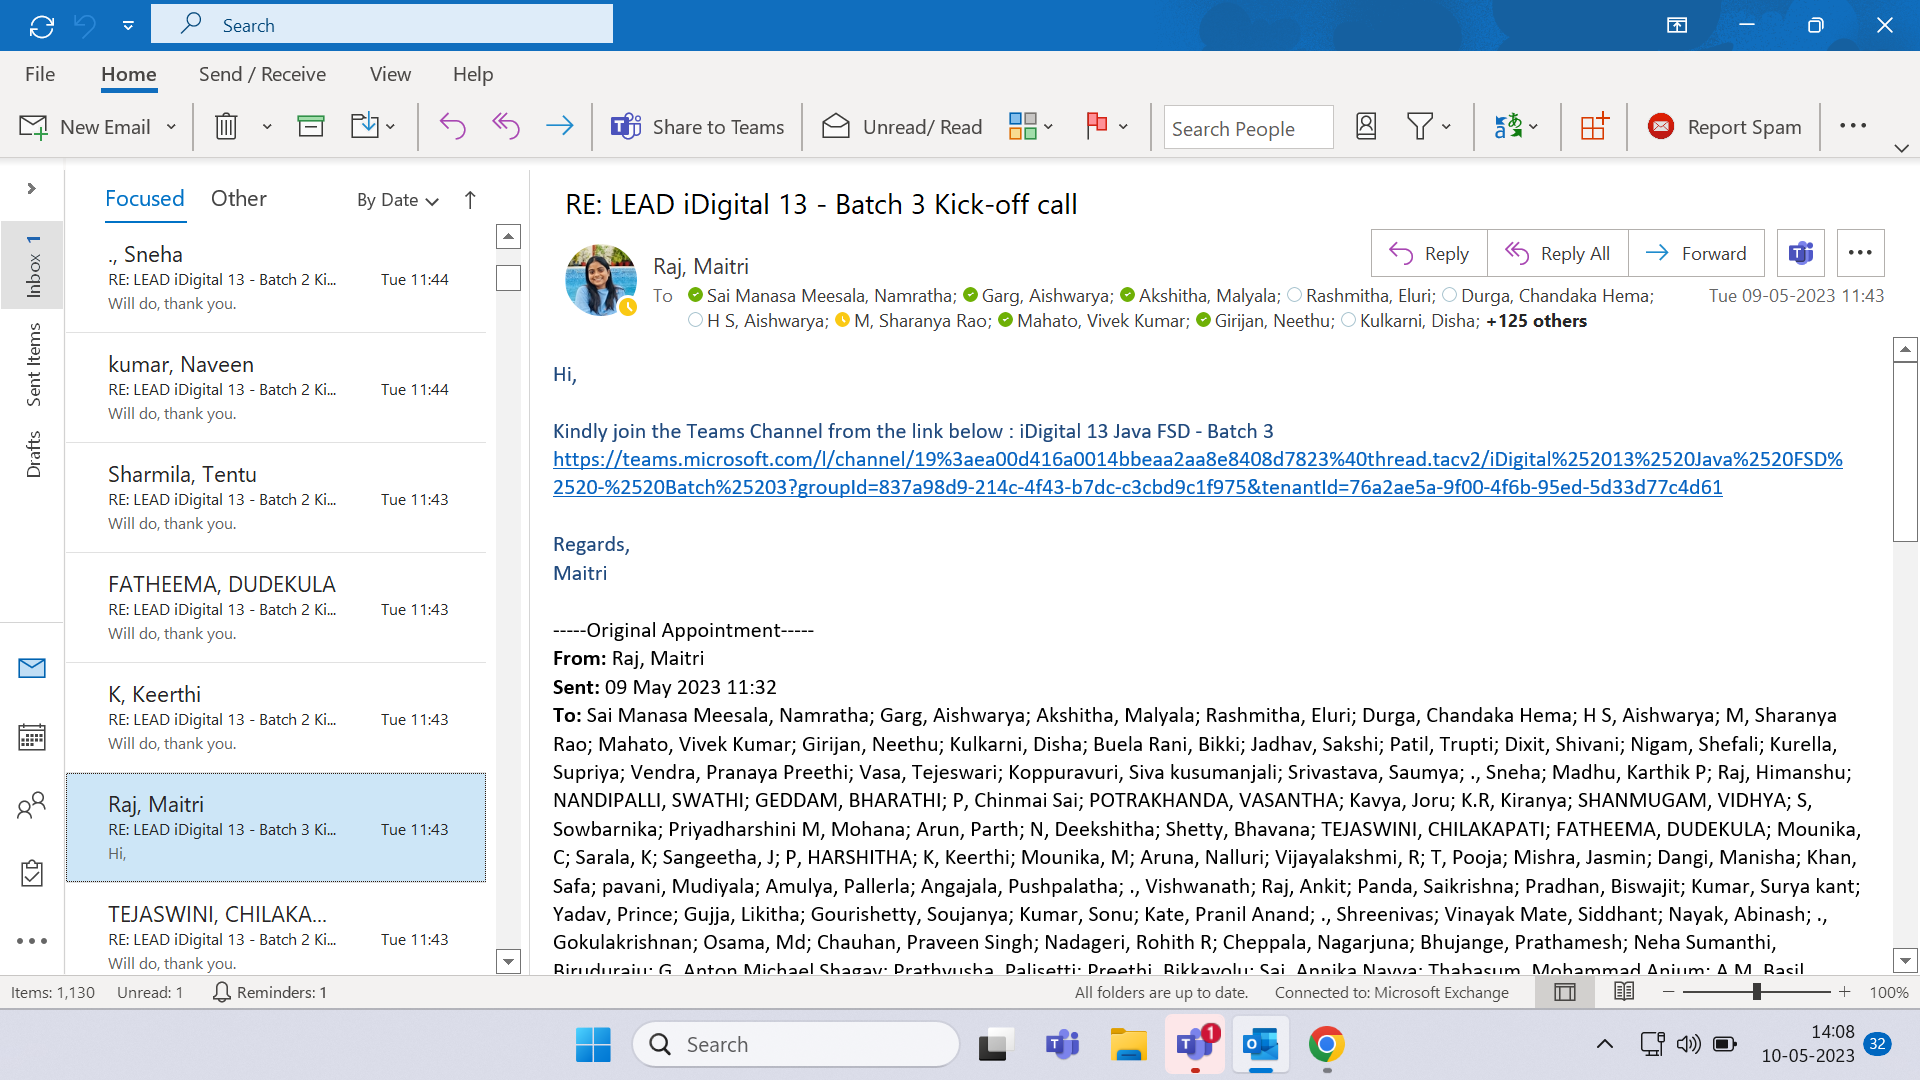 Search
File Home Send / Receive View Help
New Email Share to Teams Unread/ Read Search People Report Spam
Focused Other By Date
Inbox 1
Sent Items
Drafts
., Sneha
RE: LEAD iDigital 13 - Batch 2 Ki... Tue 11:44
Will do, thank you.
kumar, Naveen
RE: LEAD iDigital 13 - Batch 2 Ki... Tue 11:44
Will do, thank you.
Sharmila, Tentu
RE: LEAD iDigital 13 - Batch 2 Ki... Tue 11:43
Will do, thank you.
FATHEEMA, DUDEKULA
RE: LEAD iDigital 13 - Batch 2 Ki... Tue 11:43
Will do, thank you.
K, Keerthi
RE: LEAD iDigital 13 - Batch 2 Ki... Tue 11:43
Will do, thank you.
Raj, Maitri
RE: LEAD iDigital 13 - Batch 3 Ki... Tue 11:43
Hi,
TEJASWINI, CHILAKA...
RE: LEAD iDigital 13 - Batch 2 Ki... Tue 11:43
Will do, thank you.
RE: LEAD iDigital 13 - Batch 3 Kick-off call
Raj, Maitri
Reply Reply All Forward
To Sai Manasa Meesala, Namratha; Garg, Aishwarya; Akshitha, Malyala; Rashmitha, Eluri; Durga, Chandaka Hema; Tue 09-05-2023 11:43
H S, Aishwarya; M, Sharanya Rao; Mahato, Vivek Kumar; Girijan, Neethu; Kulkarni, Disha; +125 others
Hi,
Kindly join the Teams Channel from the link below : iDigital 13 Java FSD - Batch 3
https://teams.microsoft.com/l/channel/19%3aea00d416a0014bbeaa2aa8e8408d7823%40thread.tacv2/iDigital%252013%2520Java%2520FSD%
2520-%2520Batch%25203?groupId=837a98d9-214c-4f43-b7dc-c3cbd9c1f975&tenantId=76a2ae5a-9f00-4f6b-95ed-5d33d77c4d61
Regards,
Maitri
-----Original Appointment-----
From: Raj, Maitri
Sent: 09 May 2023 11:32
To: Sai Manasa Meesala, Namratha; Garg, Aishwarya; Akshitha, Malyala; Rashmitha, Eluri; Durga, Chandaka Hema; H S, Aishwarya; M, Sharanya
Rao; Mahato, Vivek Kumar; Girijan, Neethu; Kulkarni, Disha; Buela Rani, Bikki; Jadhav, Sakshi; Patil, Trupti; Dixit, Shivani; Nigam, Shefali; Kurella,
Supriya; Vendra, Pranaya Preethi; Vasa, Tejeswari; Koppuravuri, Siva kusumanjali; Srivastava, Saumya; ., Sneha; Madhu, Karthik P; Raj, Himanshu;
NANDIPALLI, SWATHI; GEDDAM, BHARATHI; P, Chinmai Sai; POTRAKHANDA, VASANTHA; Kavya, Joru; K.R, Kiranya; SHANMUGAM, VIDHYA; S,
Sowbarnika; Priyadharshini M, Mohana; Arun, Parth; N, Deekshitha; Shetty, Bhavana; TEJASWINI, CHILAKAPATI; FATHEEMA, DUDEKULA; Mounika,
C; Sarala, K; Sangeetha, J; P, HARSHITHA; K, Keerthi; Mounika, M; Aruna, Nalluri; Vijayalakshmi, R; T, Pooja; Mishra, Jasmin; Dangi, Manisha; Khan,
Safa; pavani, Mudiyala; Amulya, Pallerla; Angajala, Pushpalatha; ., Vishwanath; Raj, Ankit; Panda, Saikrishna; Pradhan, Biswajit; Kumar, Surya kant;
Yadav, Prince; Gujja, Likitha; Gourishetty, Soujanya; Kumar, Sonu; Kate, Pranil Anand; ., Shreenivas; Vinayak Mate, Siddhant; Nayak, Abinash; .,
Gokulakrishnan; Osama, Md; Chauhan, Praveen Singh; Nadageri, Rohith R; Cheppala, Nagarjuna; Bhujange, Prathamesh; Neha Sumanthi,
Biruduraju; G, Anton Michael Shagay; Prathyusha, Palisetti; Preethi, Bikkavolu; Sai, Annika Navya; Thabasum, Mohammad Anjum; A M, Basil
Items: 1,130 Unread: 1 Reminders: 1 All folders are up to date. Connected to: Microsoft Exchange 100%
Search 1 14:08
10-05-2023 32